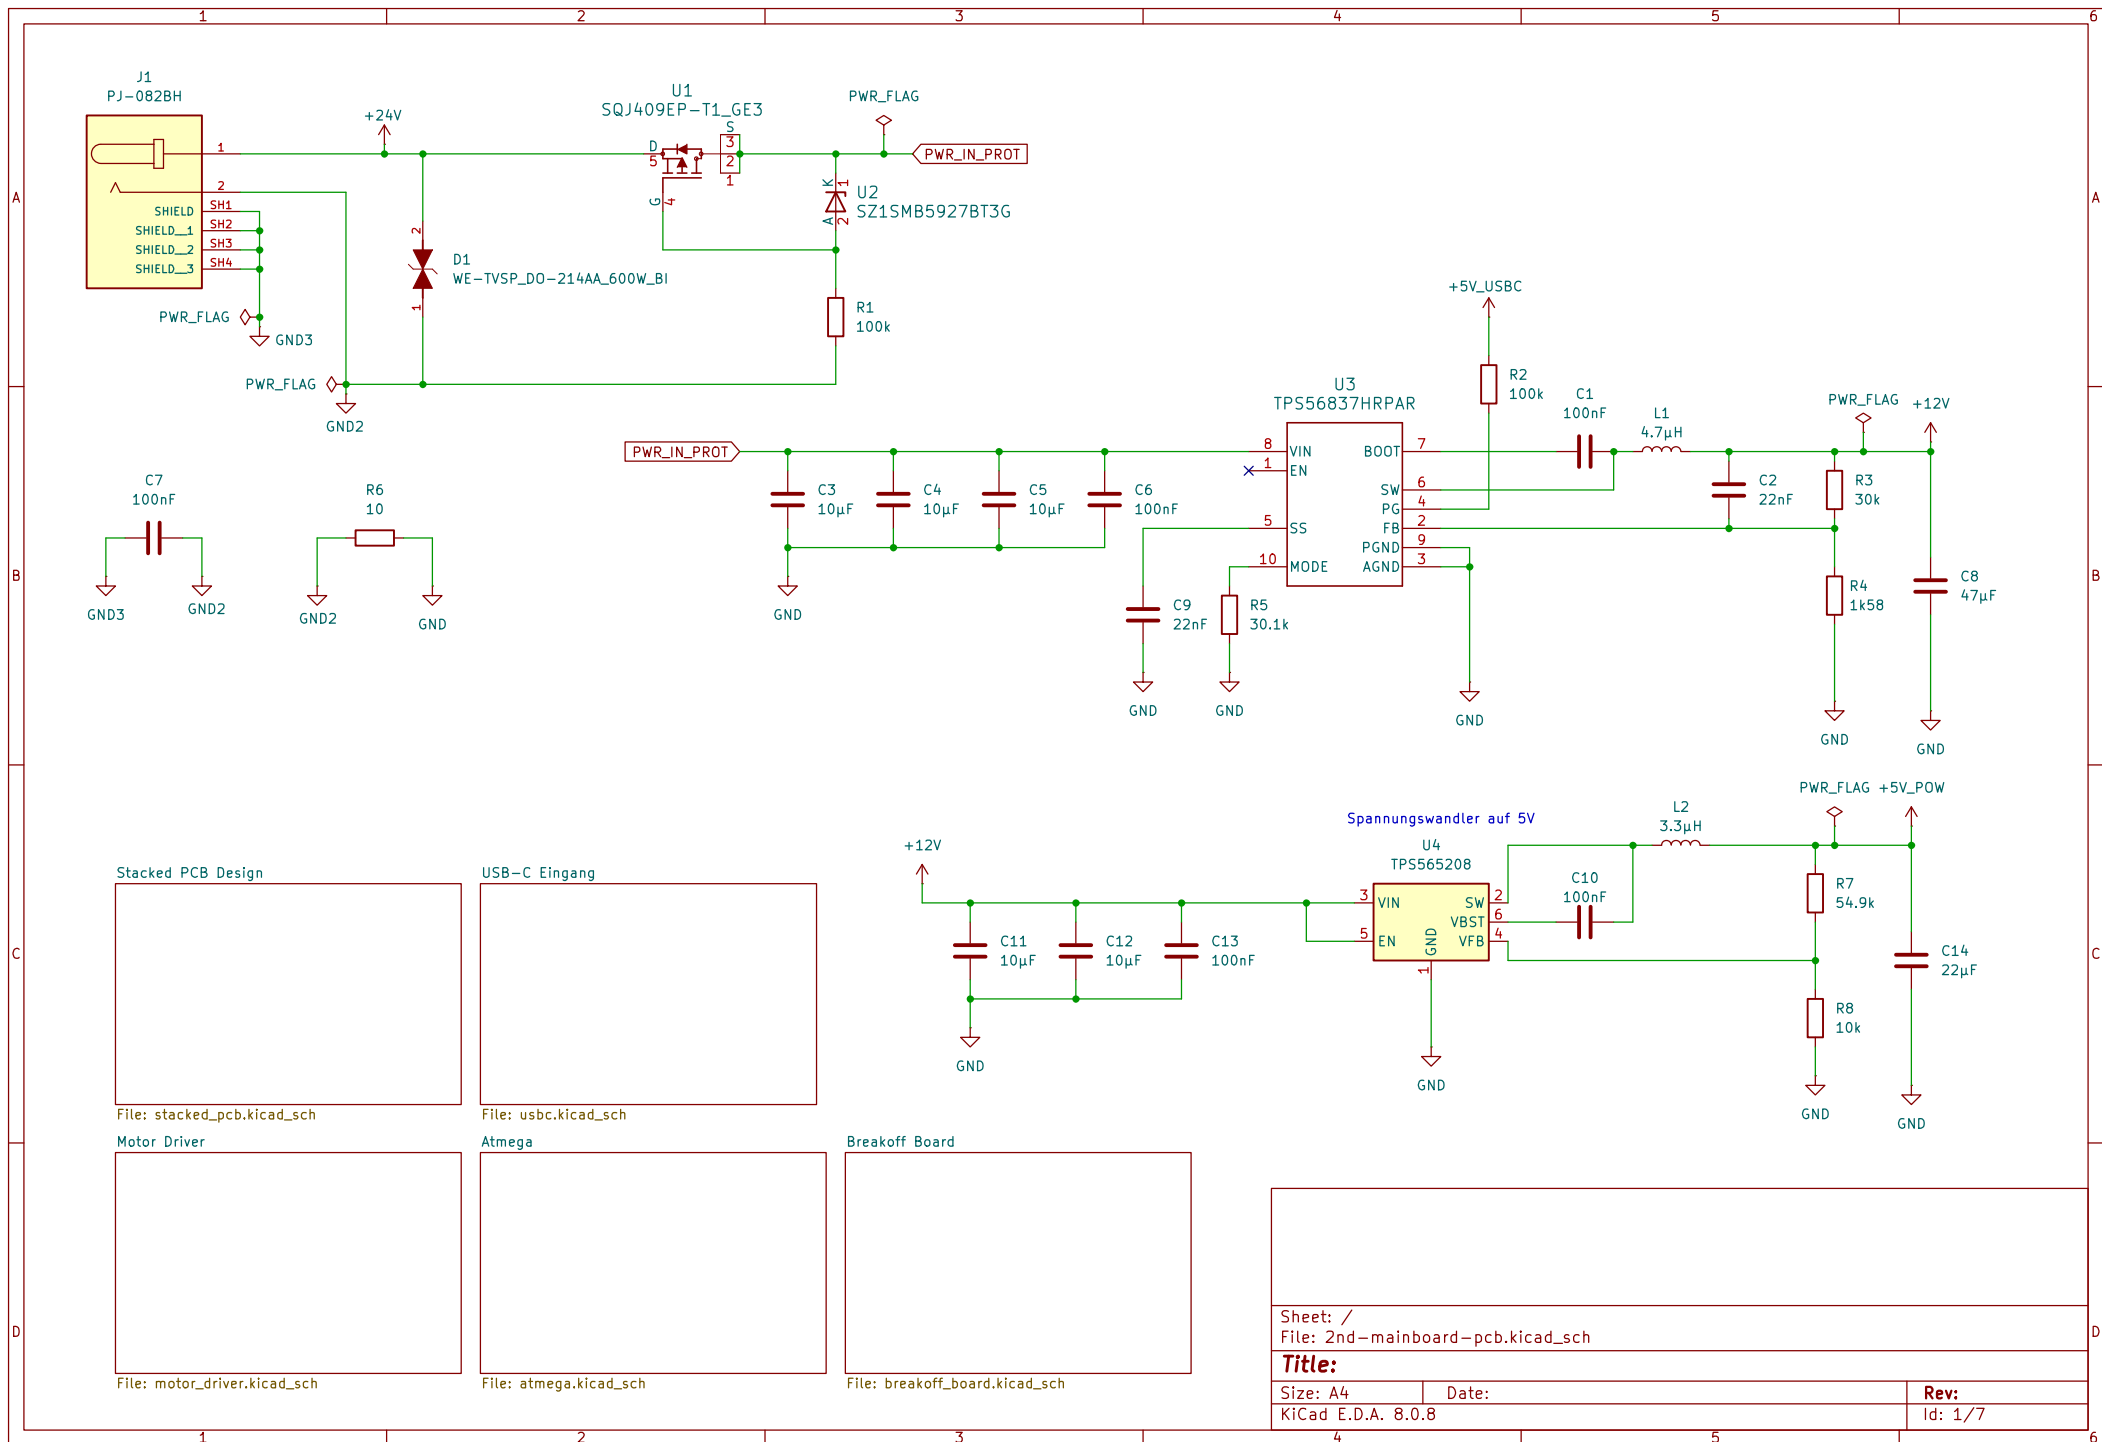 1 2 3 4 5 6
A
B
C
D
J1
PJ-082BH
1
2
SHIELD SH1
SHIELD__1 SH2
SHIELD__2 SH3
SHIELD__3 SH4
PWR_FLAG
GND3
+24V
2
1
D1
WE-TVSP_DO-214AA_600W_BI
PWR_FLAG
GND2
U1
SQJ409EP-T1_GE3
D
5
S
3
2
1
G
4
PWR_FLAG
PWR_IN_PROT
K
1
A
2
U2
SZ1SMB5927BT3G
R1
100k
C7
100nF
GND3
GND2
R6
10
GND2
GND
PWR_IN_PROT
C3
10µF
C4
10µF
C5
10µF
C6
100nF
GND
U3
TPS56837HRPAR
8 VIN
1 EN
5 SS
10 MODE
BOOT 7
SW 6
PG 4
FB 2
PGND 9
AGND 3
C9
22nF
GND
R5
30.1k
GND
GND
+5V_USBC
R2
100k
C1
100nF
L1
4.7µH
C2
22nF
PWR_FLAG
+12V
R3
30k
R4
1k58
GND
C8
47µF
GND
Spannungswandler auf 5V
+12V
C11
10µF
C12
10µF
C13
100nF
GND
U4
TPS565208
3 VIN
5 EN
SW 2
VBST 6
VFB 4
GND
1
GND
C10
100nF
L2
3.3µH
PWR_FLAG
+5V_POW
R7
54.9k
R8
10k
GND
C14
22µF
GND
Stacked PCB Design
File: stacked_pcb.kicad_sch
USB-C Eingang
File: usbc.kicad_sch
Motor Driver
File: motor_driver.kicad_sch
Atmega
File: atmega.kicad_sch
Breakoff Board
File: breakoff_board.kicad_sch
Sheet: /
File: 2nd-mainboard-pcb.kicad_sch
Title:
Size: A4 Date: Rev:
KiCad E.D.A. 8.0.8 Id: 1/7
A
B
C
D
1 2 3 4 5 6